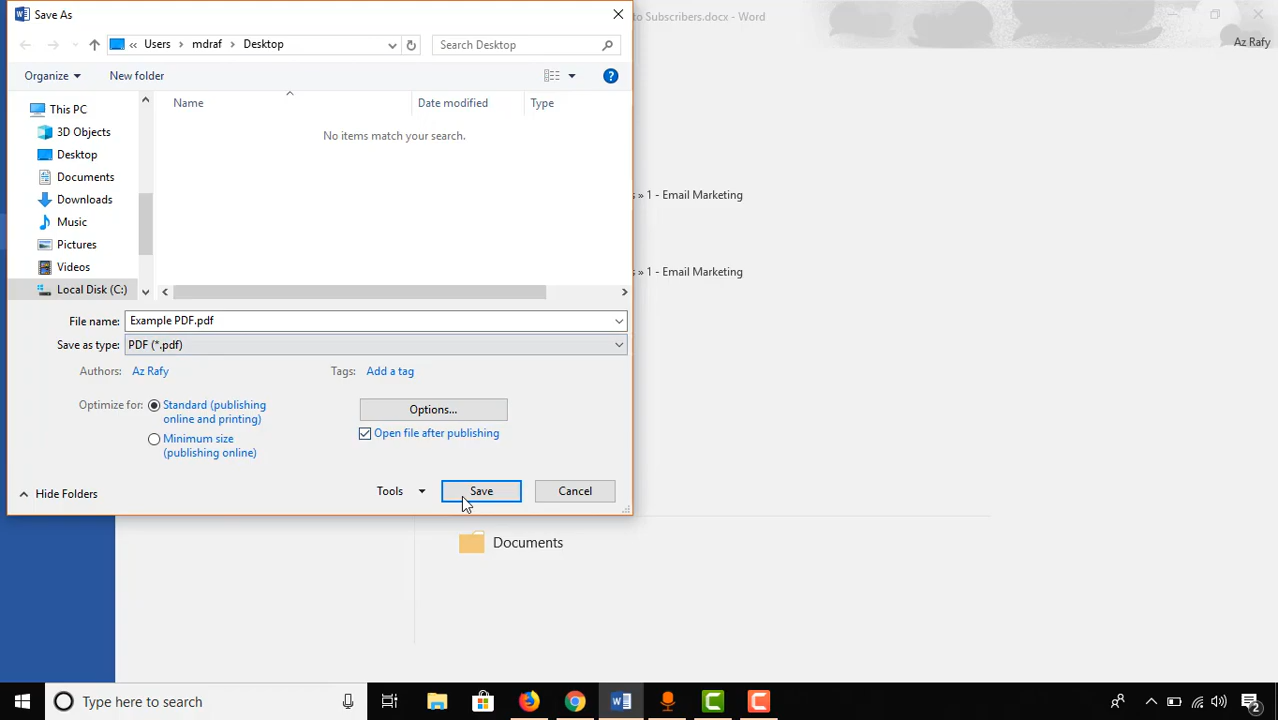 Save As
to Subscribers.docx - Word
Az Rafy
Users
mdraf
Desktop
Search Desktop
Organize
New folder
Name
Date modified
Type
No items match your search.
This PC
3D Objects
Desktop
Documents
Downloads
Music
Pictures
Videos
Local Disk (C:)
s » 1 - Email Marketing
s » 1 - Email Marketing
File name:
Example PDF.pdf
Save as type:
PDF (*.pdf)
Authors:
Az Rafy
Tags:
Add a tag
Optimize for:
Standard (publishing
online and printing)
Minimum size
(publishing online)
Options...
Open file after publishing
Hide Folders
Tools
Save
Cancel
Documents
Type here to search
2